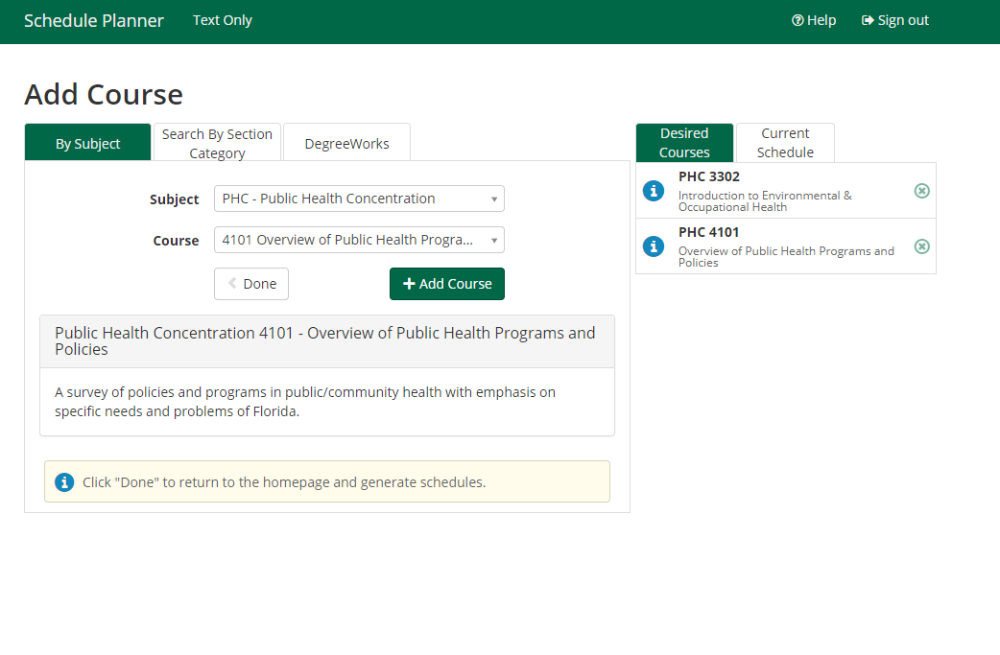 Schedule Planner
Text Only
Help
Sign out
Add Course
By Subject
Search By Section
Category
DegreeWorks
Subject
PHC - Public Health Concentration
Course
4101 Overview of Public Health Progra...
Done
Add Course
Public Health Concentration 4101 - Overview of Public Health Programs and
Policies
A survey of policies and programs in public/community health with emphasis on
specific needs and problems of Florida.
Click "Done" to return to the homepage and generate schedules.
Desired
Courses
Current
Schedule
PHC 3302
Introduction to Environmental &
Occupational Health
PHC 4101
Overview of Public Health Programs and
Policies